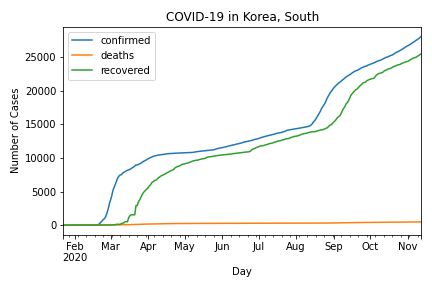 COVID-19 in Korea, South
confirmed
deaths
recovered
Number of Cases
25000
20000
15000
10000
5000
0
Feb Mar Apr May Jun Jul Aug Sep Oct Nov
2020
Day